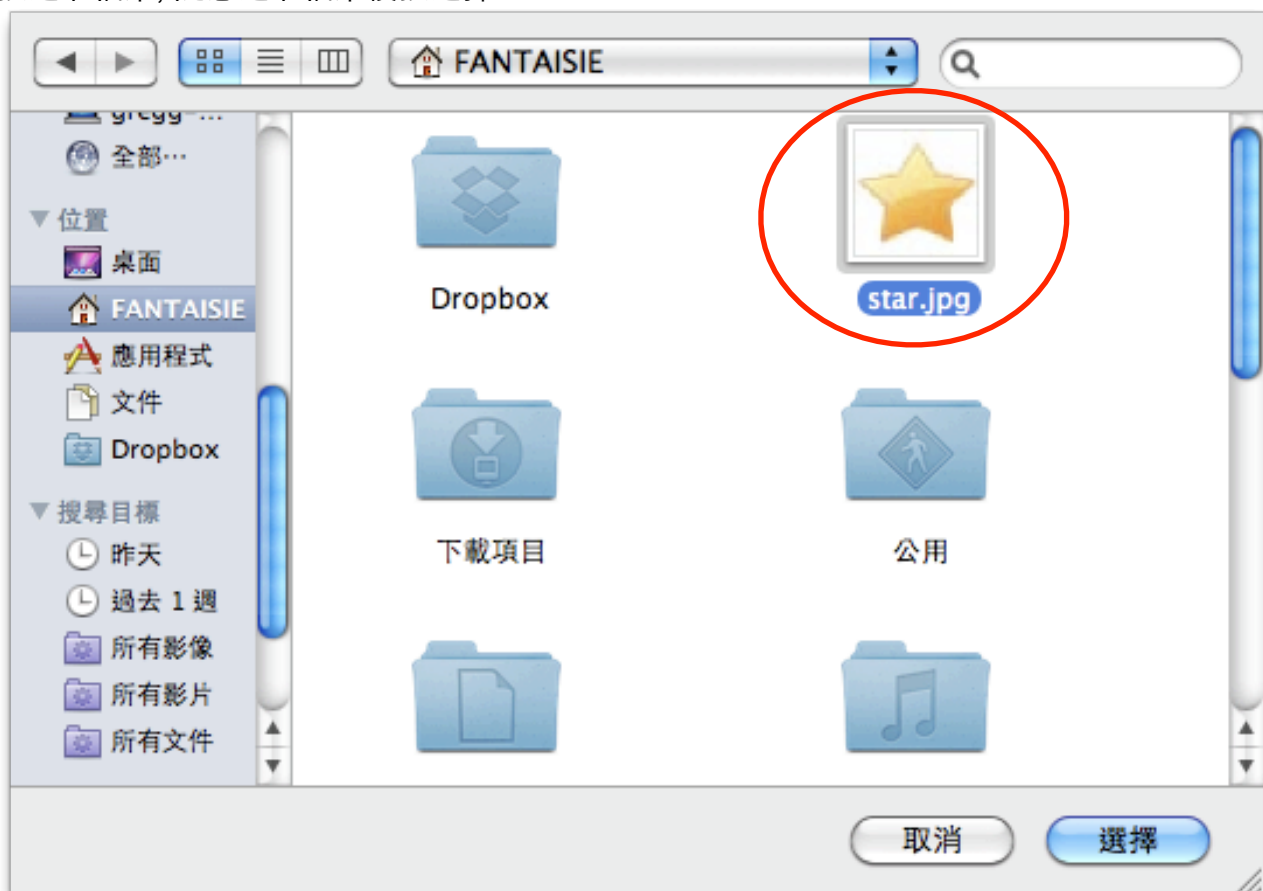 FANTAISIE
全部…
位置
桌面
FANTAISIE
應用程式
文件
Dropbox
搜尋目標
昨天
過去 1 週
所有影像
所有影片
所有文件
Dropbox
star.jpg
下載項目
公用
取消
選擇